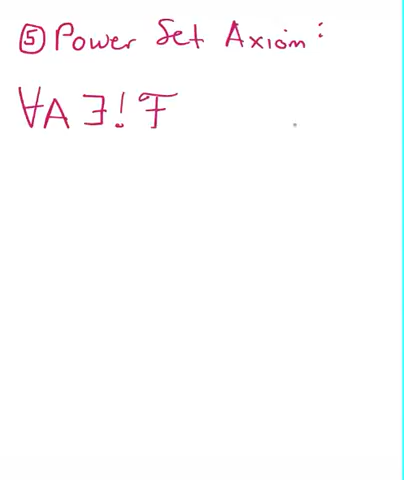 ⑤ Power Set Axiom:
∀A ∃! ℱ